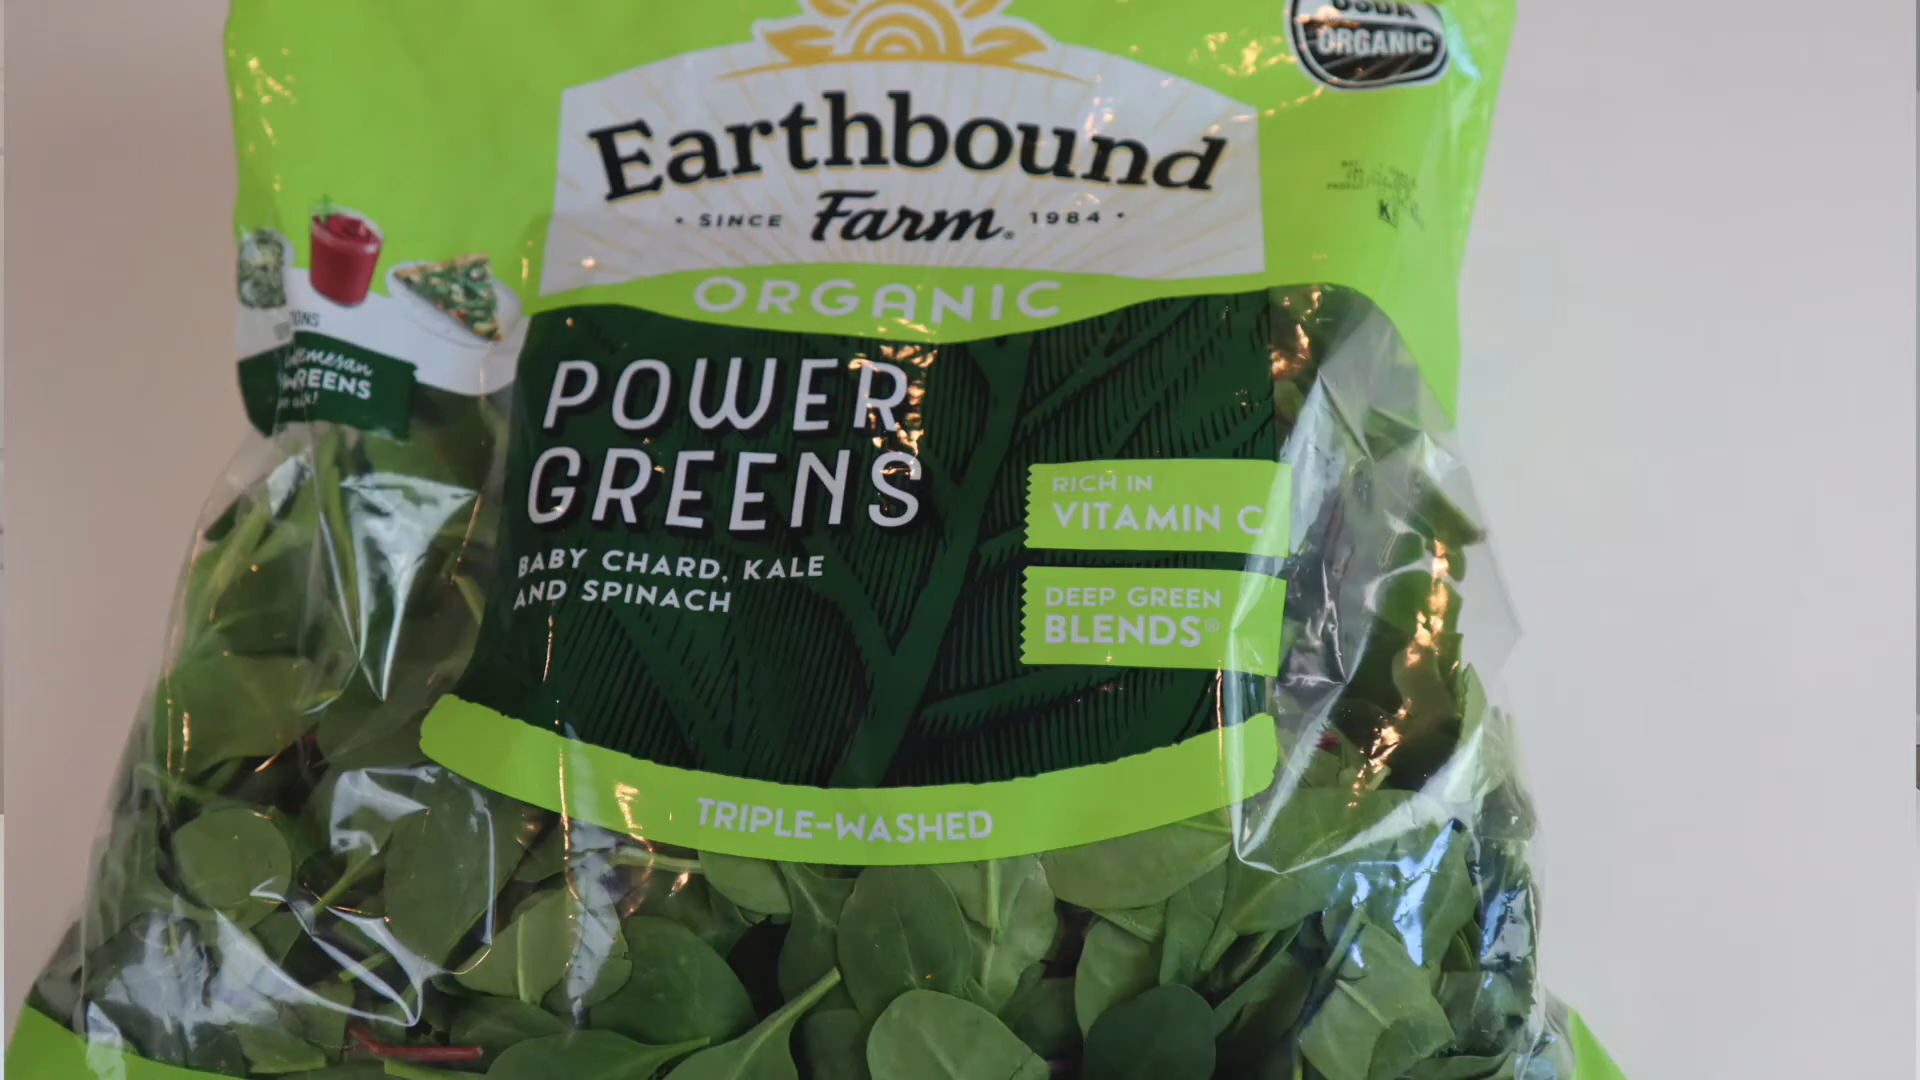 USDA
ORGANIC
Earthbound
• SINCE Farm® 1984 •
ORGANIC
GREENS
POWER
GREENS
BABY CHARD, KALE
AND SPINACH
RICH IN
VITAMIN C
DEEP GREEN
BLENDS®
TRIPLE-WASHED